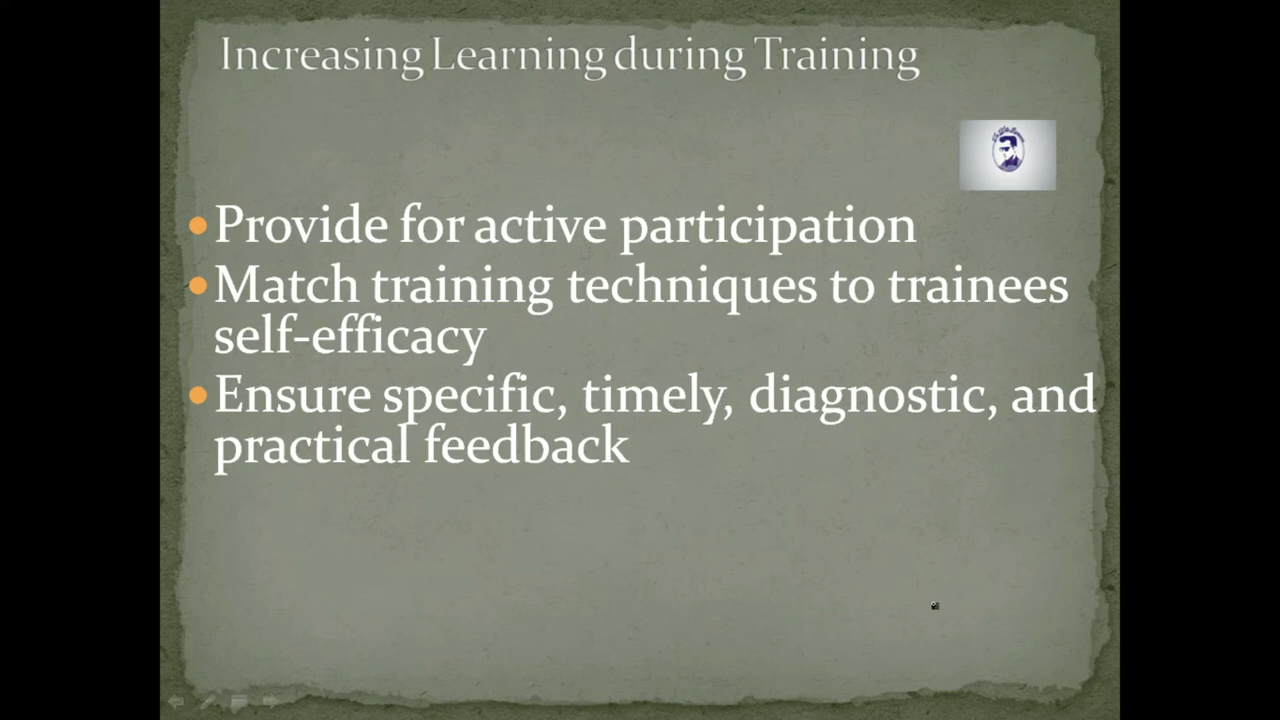 Increasing Learning during Training
Provide for active participation
Match training techniques to trainees
self-efficacy
Ensure specific, timely, diagnostic, and
practical feedback